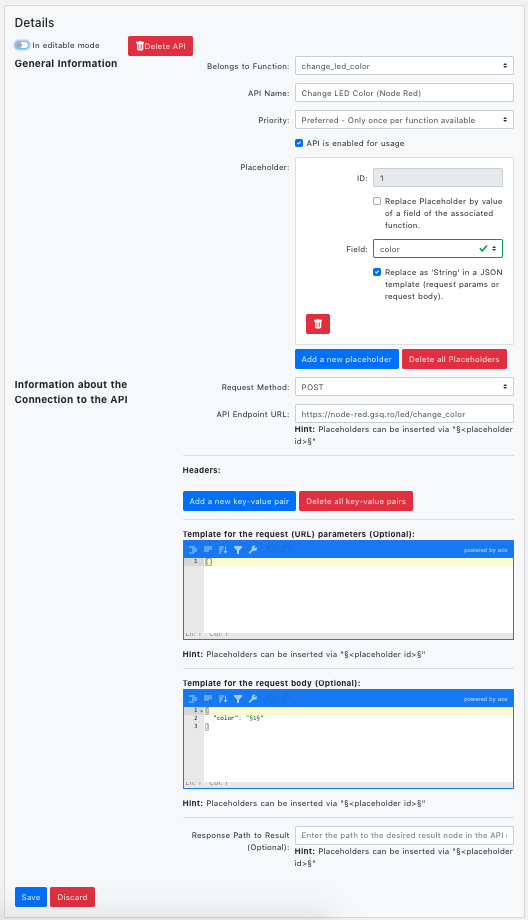 Details
In editable mode
Delete API
General Information
Belongs to Function:
change_led_color
API Name:
Change LED Color (Node Red)
Priority:
Preferred - Only once per function available
API is enabled for usage
Placeholder:
ID:
1
Replace Placeholder by value
of a field of the associated
function.
Field:
color
Replace as 'String' in a JSON
template (request params or
request body).
Add a new placeholder
Delete all Placeholders
Information about the
Connection to the API
Request Method:
POST
API Endpoint URL:
https://node-red.gsq.ro/led/change_color
Hint: Placeholders can be inserted via "§<placeholder
id>§"
Headers:
Add a new key-value pair
Delete all key-value pairs
Template for the request (URL) parameters (Optional):
powered by ace
1 {}
Ln: 1 Col: 1
Hint: Placeholders can be inserted via "§<placeholder id>§"
Template for the request body (Optional):
powered by ace
1 {
2 "color": "§1§"
3 }
Ln: 1 Col: 1
Hint: Placeholders can be inserted via "§<placeholder id>§"
Response Path to Result
(Optional):
Enter the path to the desired result node in the API
Hint: Placeholders can be inserted via "§<placeholder
id>§"
Save
Discard